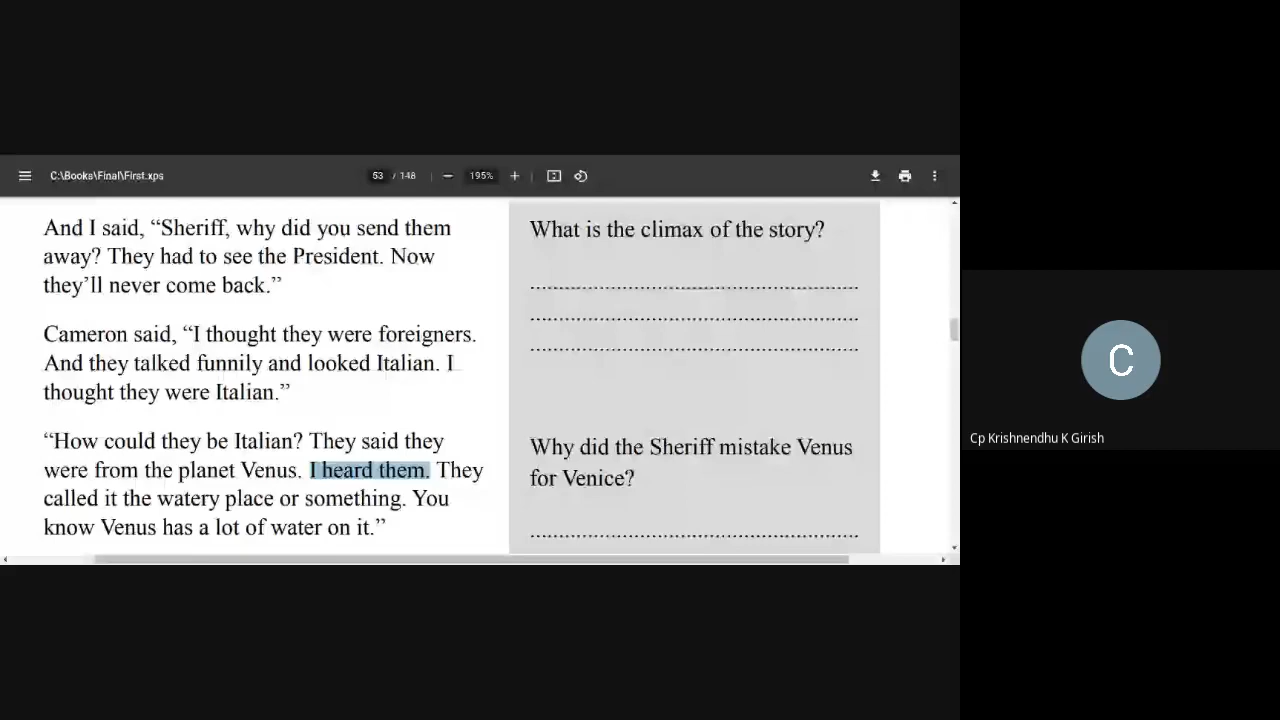 C:\Books\Final\First.xps
53 / 148
195%
And I said, “Sheriff, why did you send them
away? They had to see the President. Now
they’ll never come back.”
Cameron said, “I thought they were foreigners.
And they talked funnily and looked Italian. I
thought they were Italian.”
“How could they be Italian? They said they
were from the planet Venus. I heard them. They
called it the watery place or something. You
know Venus has a lot of water on it.”
What is the climax of the story?
Why did the Sheriff mistake Venus
for Venice?
C
Cp Krishnendhu K Girish